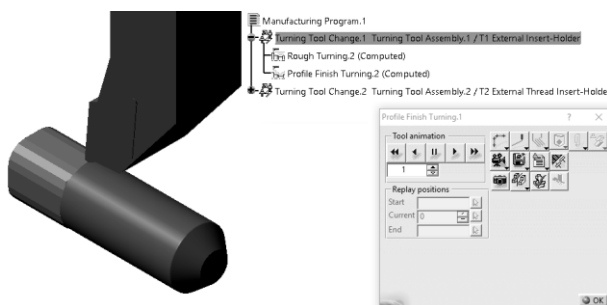 Manufacturing Program.1
Turning Tool Change.1 Turning Tool Assembly.1 / T1 External Insert-Holder
Rough Turning.2 (Computed)
Profile Finish Turning.2 (Computed)
Turning Tool Change.2 Turning Tool Assembly.2 / T2 External Thread Insert-Holde
Profile Finish Turning.1 ? X
Tool animation
1
Replay positions
Start
Current 0
End
OK